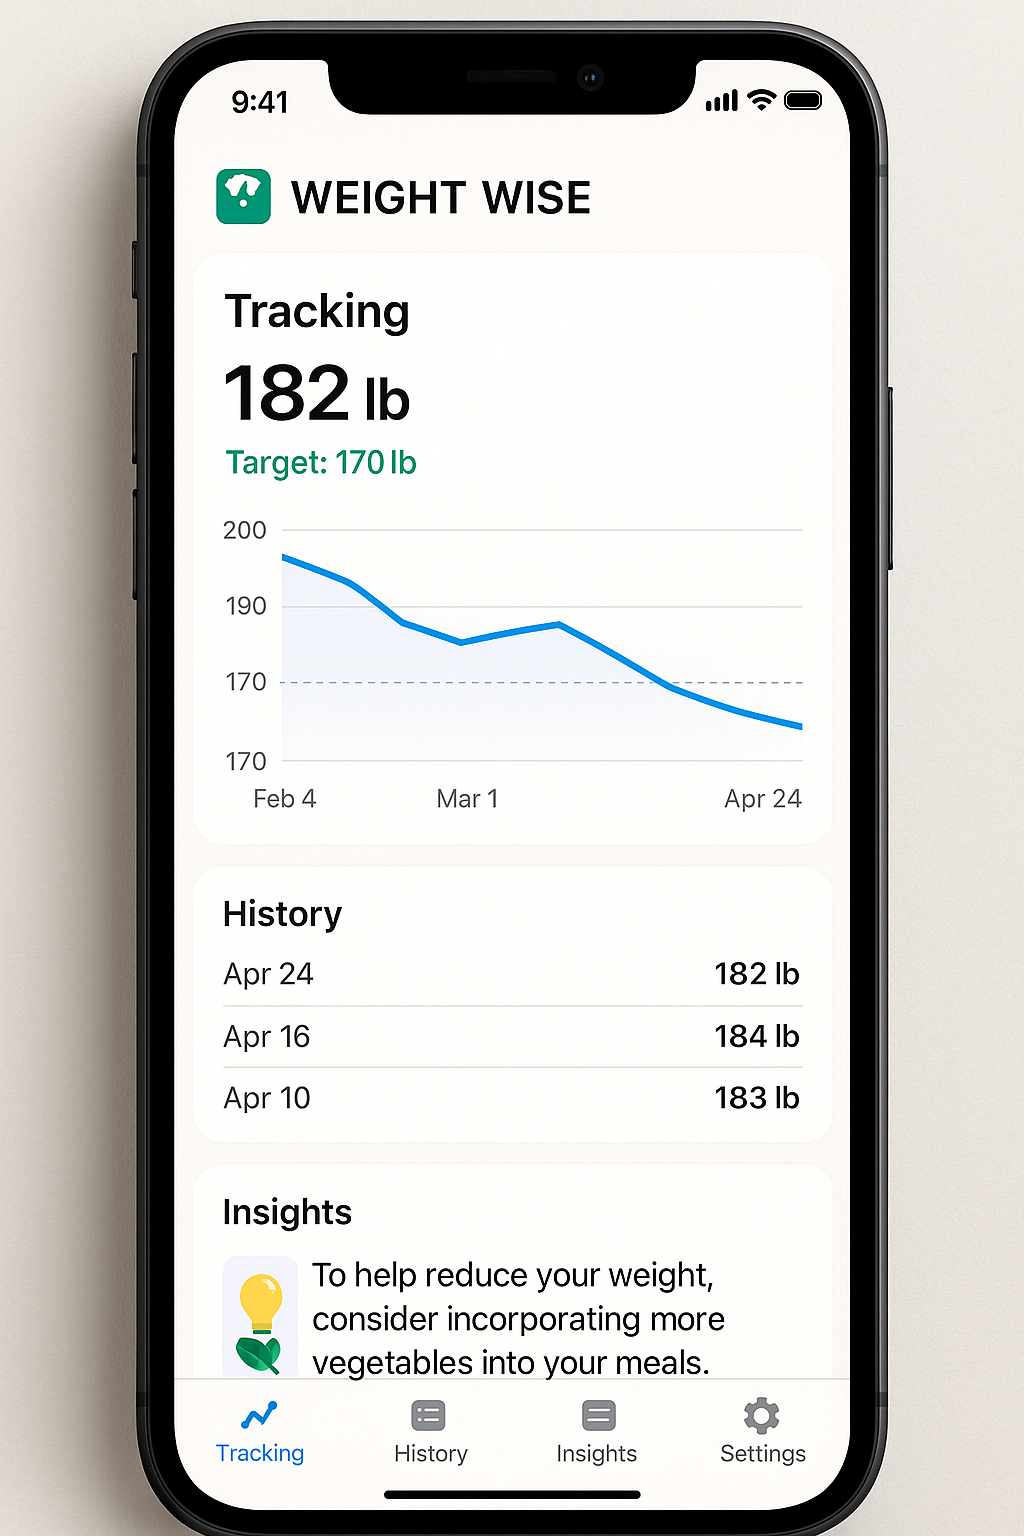 9:41
WEIGHT WISE
Tracking
182 lb
Target: 170 lb
200
190
170
170
Feb 4 Mar 1 Apr 24
History
Apr 24 182 lb
Apr 16 184 lb
Apr 10 183 lb
Insights
To help reduce your weight,
consider incorporating more
vegetables into your meals.
Tracking History Insights Settings